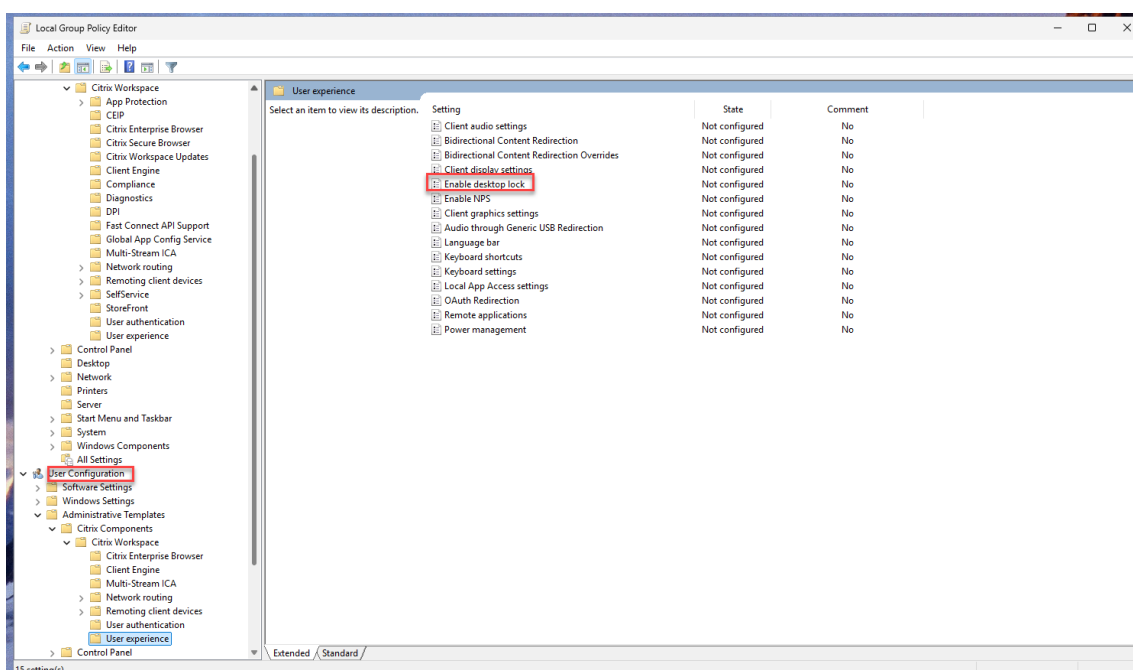 Local Group Policy Editor
File Action View Help
Citrix Workspace
App Protection
CEIP
Citrix Enterprise Browser
Citrix Secure Browser
Citrix Workspace Updates
Client Engine
Compliance
Diagnostics
DPI
Fast Connect API Support
Global App Config Service
Multi-Stream ICA
Network routing
Remoting client devices
SelfService
StoreFront
User authentication
User experience
Control Panel
Desktop
Network
Printers
Server
Start Menu and Taskbar
System
Windows Components
All Settings
User Configuration
Software Settings
Windows Settings
Administrative Templates
Citrix Components
Citrix Workspace
Citrix Enterprise Browser
Client Engine
Multi-Stream ICA
Network routing
Remoting client devices
User authentication
User experience
Control Panel
User experience
Select an item to view its description.
Setting State Comment
Client audio settings Not configured No
Bidirectional Content Redirection Not configured No
Bidirectional Content Redirection Overrides Not configured No
Client display settings Not configured No
Enable desktop lock Not configured No
Enable NPS Not configured No
Client graphics settings Not configured No
Audio through Generic USB Redirection Not configured No
Language bar Not configured No
Keyboard shortcuts Not configured No
Keyboard settings Not configured No
Local App Access settings Not configured No
OAuth Redirection Not configured No
Remote applications Not configured No
Power management Not configured No
Extended Standard
15 setting(s)